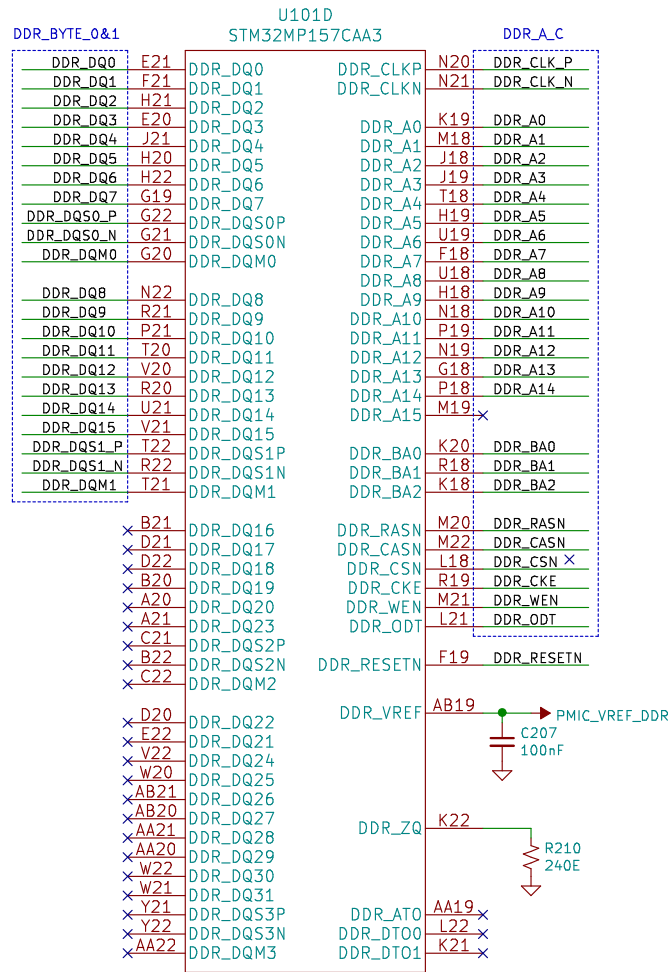 U101D
STM32MP157CAA3
DDR_BYTE_0&1
DDR_A_C
DDR_DQ0 E21 DDR_DQ0 DDR_CLKP N20 DDR_CLK_P
DDR_DQ1 F21 DDR_DQ1 DDR_CLKN N21 DDR_CLK_N
DDR_DQ2 H21 DDR_DQ2
DDR_DQ3 E20 DDR_DQ3 DDR_A0 K19 DDR_A0
DDR_DQ4 J21 DDR_DQ4 DDR_A1 M18 DDR_A1
DDR_DQ5 H20 DDR_DQ5 DDR_A2 J18 DDR_A2
DDR_DQ6 H22 DDR_DQ6 DDR_A3 J19 DDR_A3
DDR_DQ7 G19 DDR_DQ7 DDR_A4 T18 DDR_A4
DDR_DQS0_P G22 DDR_DQS0P DDR_A5 H19 DDR_A5
DDR_DQS0_N G21 DDR_DQS0N DDR_A6 U19 DDR_A6
DDR_DQM0 G20 DDR_DQM0 DDR_A7 F18 DDR_A7
DDR_A8 U18 DDR_A8
DDR_DQ8 N22 DDR_DQ8 DDR_A9 H18 DDR_A9
DDR_DQ9 R21 DDR_DQ9 DDR_A10 N18 DDR_A10
DDR_DQ10 P21 DDR_DQ10 DDR_A11 P19 DDR_A11
DDR_DQ11 T20 DDR_DQ11 DDR_A12 N19 DDR_A12
DDR_DQ12 V20 DDR_DQ12 DDR_A13 G18 DDR_A13
DDR_DQ13 R20 DDR_DQ13 DDR_A14 P18 DDR_A14
DDR_DQ14 U21 DDR_DQ14 DDR_A15 M19
DDR_DQ15 V21 DDR_DQ15
DDR_DQS1_P T22 DDR_DQS1P DDR_BA0 K20 DDR_BA0
DDR_DQS1_N R22 DDR_DQS1N DDR_BA1 R18 DDR_BA1
DDR_DQM1 T21 DDR_DQM1 DDR_BA2 K18 DDR_BA2
B21 DDR_DQ16 DDR_RASN M20 DDR_RASN
D21 DDR_DQ17 DDR_CASN M22 DDR_CASN
D22 DDR_DQ18 DDR_CSN L18 DDR_CSN
B20 DDR_DQ19 DDR_CKE R19 DDR_CKE
A20 DDR_DQ20 DDR_WEN M21 DDR_WEN
A21 DDR_DQ23 DDR_ODT L21 DDR_ODT
C21 DDR_DQS2P
B22 DDR_DQS2N DDR_RESETN F19 DDR_RESETN
C22 DDR_DQM2
DDR_VREF AB19 PMIC_VREF_DDR
D20 DDR_DQ22
E22 DDR_DQ21
C207
100nF
V22 DDR_DQ24
W20 DDR_DQ25
AB21 DDR_DQ26
AB20 DDR_DQ27
DDR_ZQ K22
AA21 DDR_DQ28
AA20 DDR_DQ29
R210
240E
W22 DDR_DQ30
W21 DDR_DQ31
Y21 DDR_DQS3P DDR_ATO AA19
Y22 DDR_DQS3N DDR_DTO0 L22
AA22 DDR_DQM3 DDR_DTO1 K21